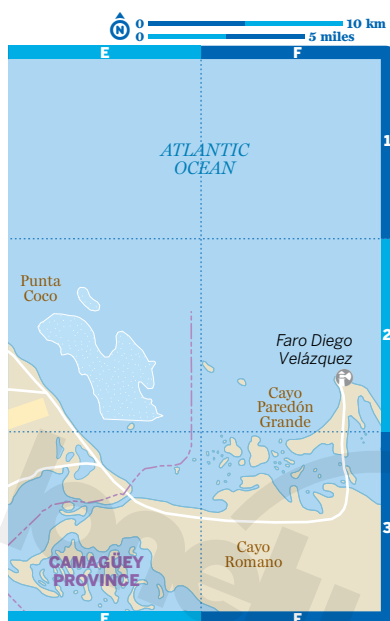 N
0 10 km
0 5 miles
E F
1
ATLANTIC
OCEAN
Punta
Coco
2
Faro Diego
Velázquez
Cayo
Paredón
Grande
3
Cayo
Romano
CAMAGÜEY
PROVINCE
E F